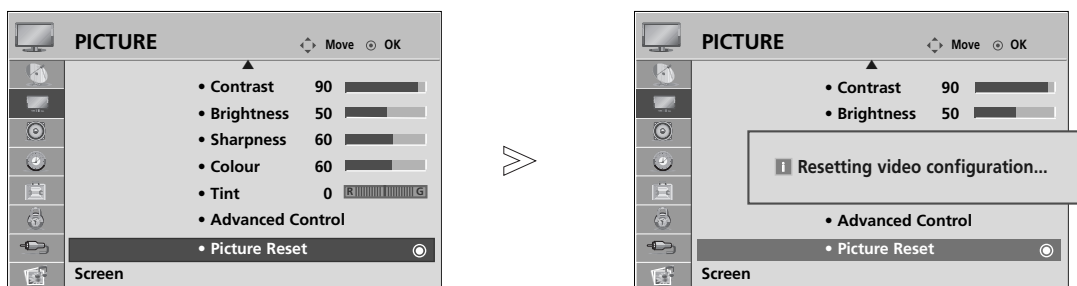 PICTURE
Move OK
• Contrast 90
• Brightness 50
• Sharpness 60
• Colour 60
• Tint 0 R G
• Advanced Control
• Picture Reset
Screen
PICTURE
Move OK
• Contrast 90
• Brightness 50
i Resetting video configuration...
• Advanced Control
• Picture Reset
Screen